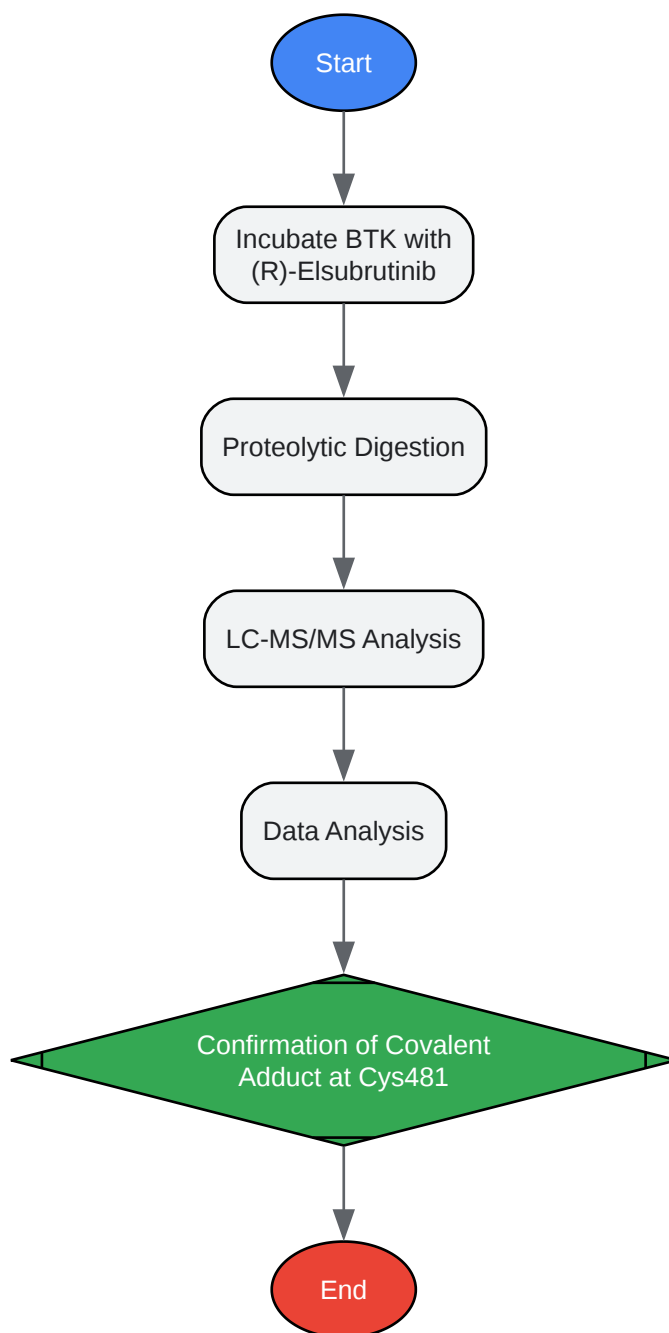 Start
Incubate BTK with
(R)-Elsubrutinib
Proteolytic Digestion
LC-MS/MS Analysis
Data Analysis
Confirmation of Covalent
Adduct at Cys481
End